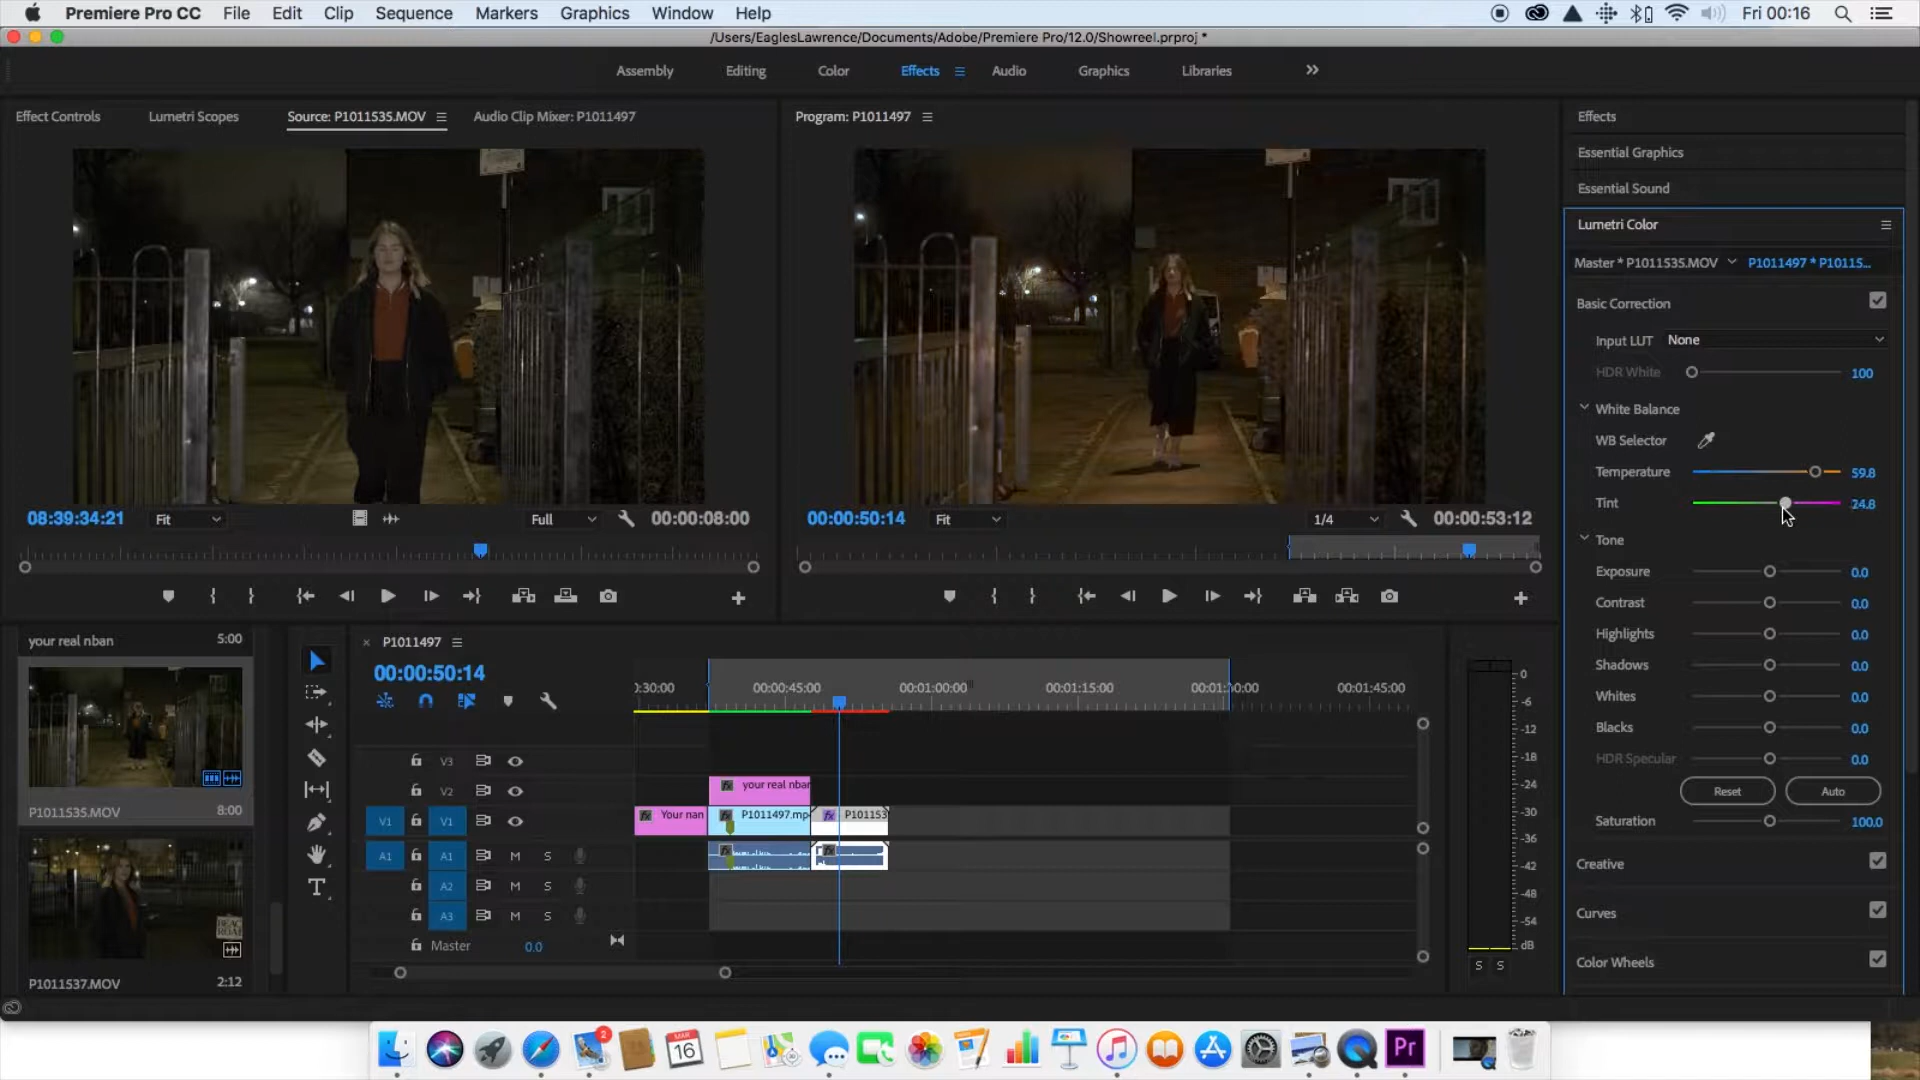 Premiere Pro CC File Edit Clip Sequence Markers Graphics Window Help Fri 00:16
/Users/EaglesLawrence/Documents/Adobe/Premiere Pro/12.0/Showreel.prproj *
Assembly Editing Color Effects Audio Graphics Libraries
Effect Controls Lumetri Scopes Source: P1011535.MOV Audio Clip Mixer: P1011497 Program: P1011497 Effects
Essential Graphics
Essential Sound
Lumetri Color
Master * P1011535.MOV P1011497 * P10115...
Basic Correction
Input LUT None
HDR White 100
White Balance
WB Selector
Temperature 59.8
Tint 24.8
08:39:34:21 Fit Full 00:00:08:00 00:00:50:14 Fit 1/4 00:00:53:12
Tone
Exposure 0.0
Contrast 0.0
Highlights 0.0
Shadows 0.0
Whites 0.0
Blacks 0.0
HDR Specular 0.0
Reset Auto
Saturation 100.0
Creative
Curves
Color Wheels
your real nban 5:00
P1011535.MOV 8:00
P1011537.MOV 2:12
× P1011497
00:00:50:14
):30:00 00:00:45:00 00:01:00:00 00:01:15:00 00:01:30:00 00:01:45:00
V3
V2 your real nbar
V1 V1 Your nan P1011497.mp P101153
A1 A1 M S
A2 M S
A3 M S
Master 0.0
0
-6
-12
-18
-24
-30
-36
-42
-48
-54
dB
S S
2
MAR
16
Pr